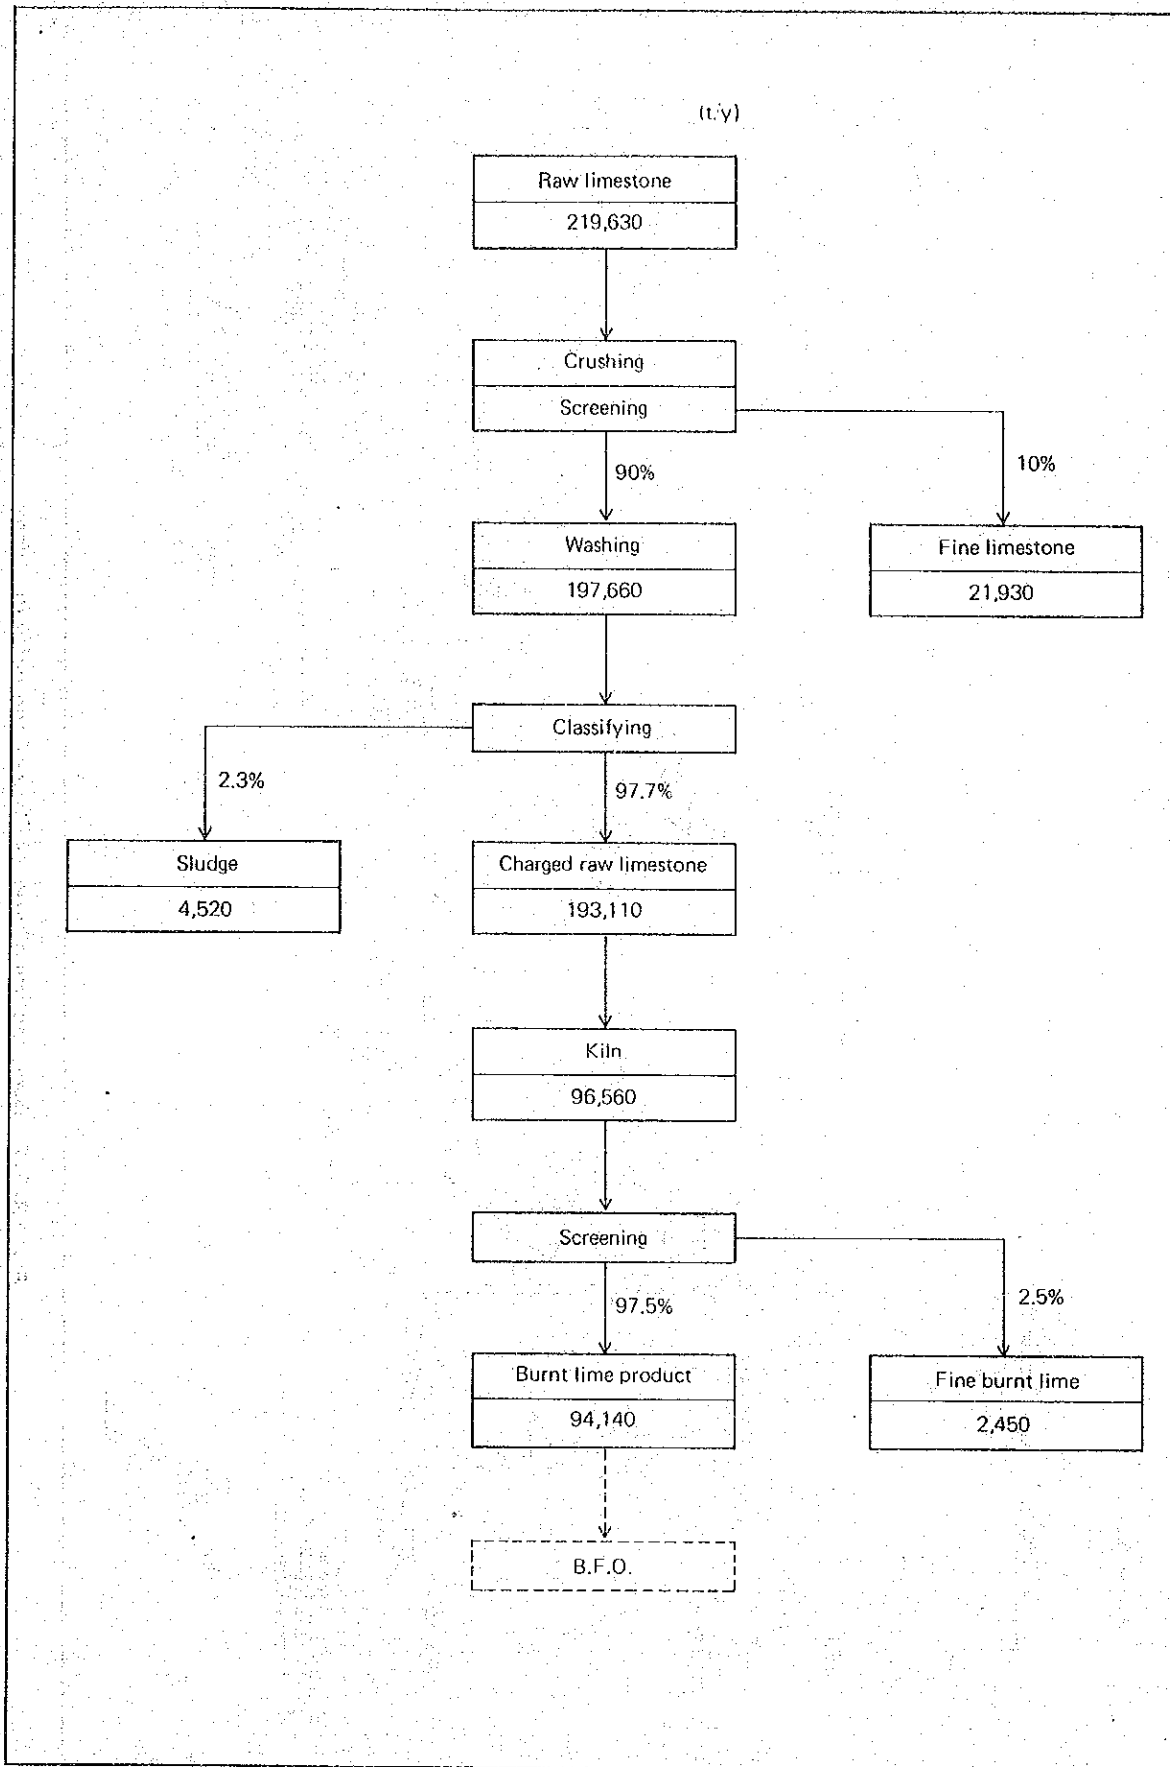 (t/y)
Raw limestone
219,630
Crushing
Screening
90%
10%
Washing
197,660
Fine limestone
21,930
Classifying
2.3%
97.7%
Sludge
4,520
Charged raw limestone
193,110
Kiln
96,560
Screening
97.5%
2.5%
Burnt lime product
94,140
Fine burnt lime
2,450
B.F.O.